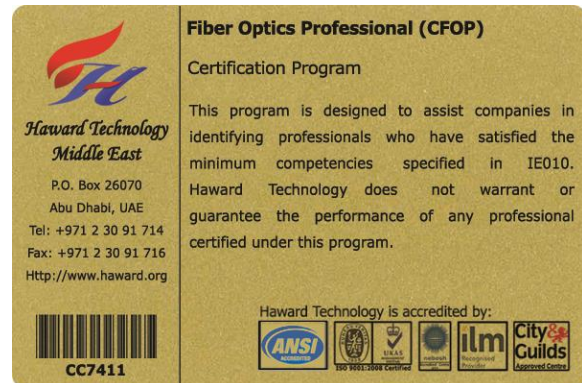 H
Haward Technology
Middle East
P.O. Box 26070
Abu Dhabi, UAE
Tel: +971 2 30 91 714
Fax: +971 2 30 91 716
Http://www.haward.org
CC7411
Fiber Optics Professional (CFOP)
Certification Program
This program is designed to assist companies in
identifying professionals who have satisfied the
minimum competencies specified in IE010.
Haward Technology does not warrant or
guarantee the performance of any professional
certified under this program.
Haward Technology is accredited by:
ANSI
ACCREDITED
ISO 9001:2008 Certified
UKAS
ilm
Recognised
Provider
City&
Guilds
Approved Centre